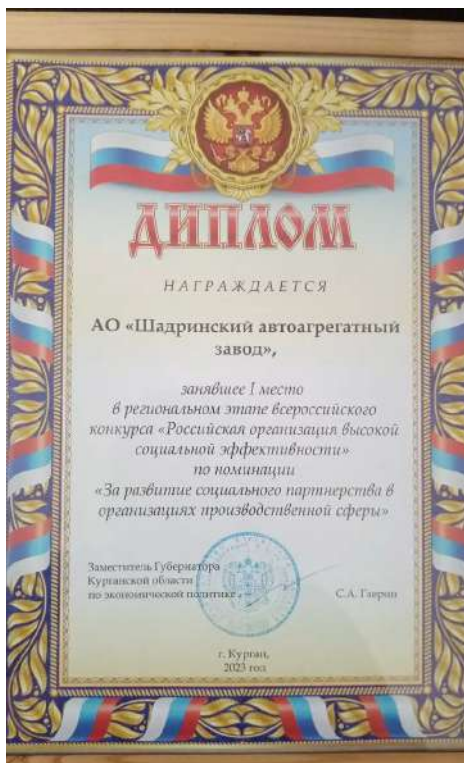 ДИПЛОМ
НАГРАЖДАЕТСЯ
АО «Шадринский автоагрегатный
завод»,
занявшее I место
в региональном этапе всероссийского
конкурса «Российская организация высокой
социальной эффективности»
по номинации
«За развитие социального партнерства в
организациях производственной сферы»
Заместитель Губернатора
Курганской области
по экономической политике
С.А.
г. Курган,
2023 год